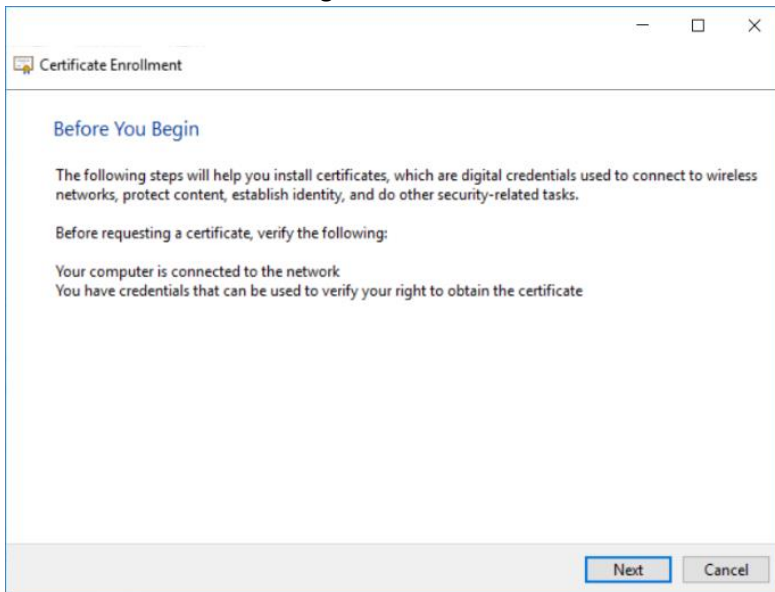 Certificate Enrollment
Before You Begin
The following steps will help you install certificates, which are digital credentials used to connect to wireless
networks, protect content, establish identity, and do other security-related tasks.
Before requesting a certificate, verify the following:
Your computer is connected to the network
You have credentials that can be used to verify your right to obtain the certificate
Next Cancel